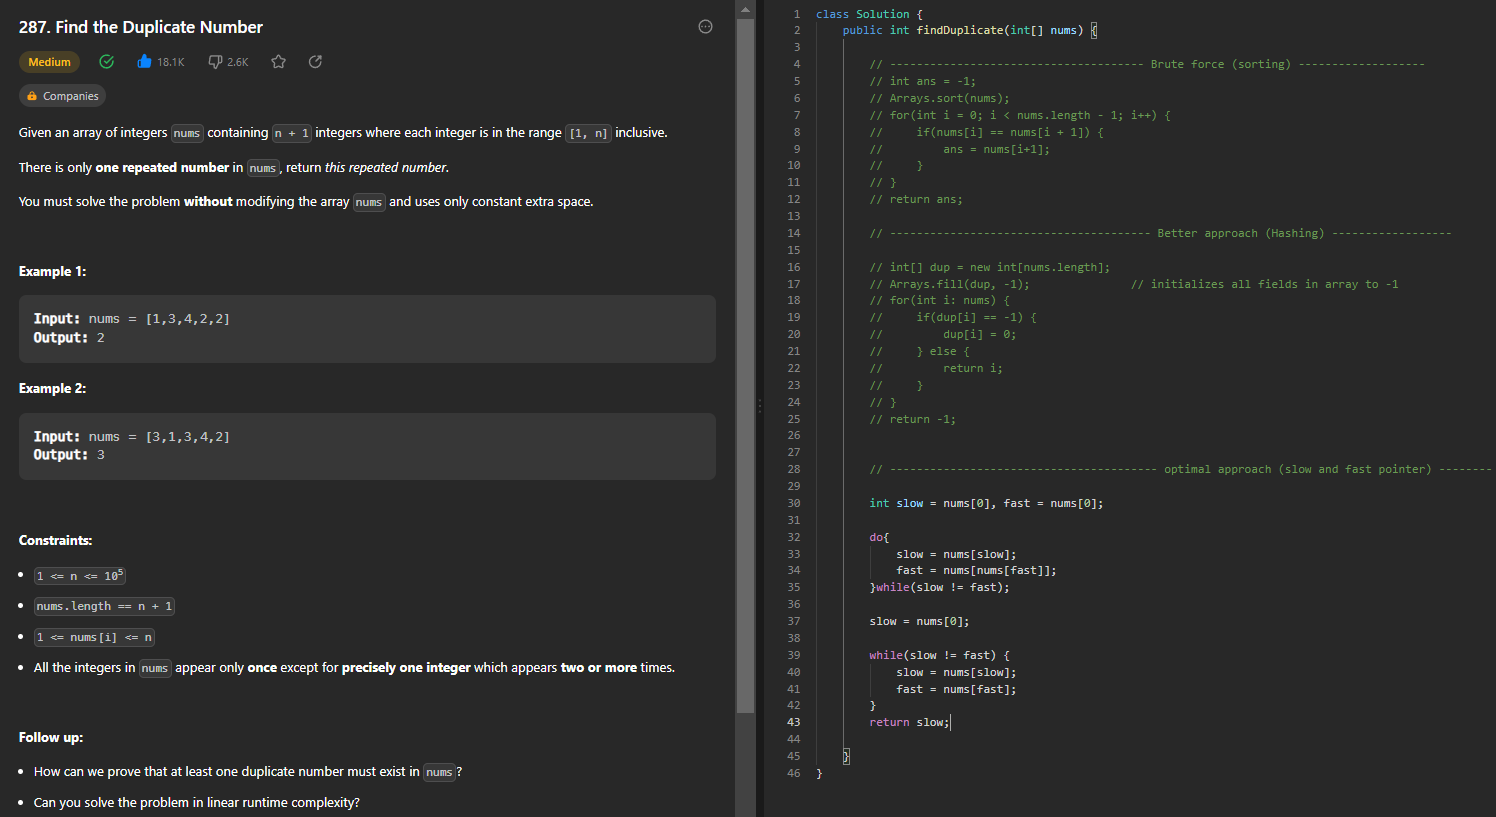 287. Find the Duplicate Number
Medium 18.1K 2.6K
Companies
Given an array of integers nums containing n + 1 integers where each integer is in the range [1, n] inclusive.
There is only one repeated number in nums, return this repeated number.
You must solve the problem without modifying the array nums and uses only constant extra space.
Example 1:
Input: nums = [1,3,4,2,2]
Output: 2
Example 2:
Input: nums = [3,1,3,4,2]
Output: 3
Constraints:
• 1 <= n <= 10⁵
• nums.length == n + 1
• 1 <= nums[i] <= n
• All the integers in nums appear only once except for precisely one integer which appears two or more times.
Follow up:
• How can we prove that at least one duplicate number must exist in nums?
• Can you solve the problem in linear runtime complexity?
1 class Solution {
2     public int findDuplicate(int[] nums) {
3
4         // -------------------------------------- Brute force (sorting) -------------------
5         // int ans = -1;
6         // Arrays.sort(nums);
7         // for(int i = 0; i < nums.length - 1; i++) {
8         //     if(nums[i] == nums[i + 1]) {
9         //         ans = nums[i+1];
10         //     }
11         // }
12         // return ans;
13
14         // --------------------------------------- Better approach (Hashing) ------------------
15
16         // int[] dup = new int[nums.length];
17         // Arrays.fill(dup, -1);               // initializes all fields in array to -1
18         // for(int i: nums) {
19         //     if(dup[i] == -1) {
20         //         dup[i] = 0;
21         //     } else {
22         //         return i;
23         //     }
24         // }
25         // return -1;
26
27
28         // ---------------------------------------- optimal approach (slow and fast pointer) --------
29
30         int slow = nums[0], fast = nums[0];
31
32         do{
33             slow = nums[slow];
34             fast = nums[nums[fast]];
35         }while(slow != fast);
36
37         slow = nums[0];
38
39         while(slow != fast) {
40             slow = nums[slow];
41             fast = nums[fast];
42         }
43         return slow;
44
45     }
46 }